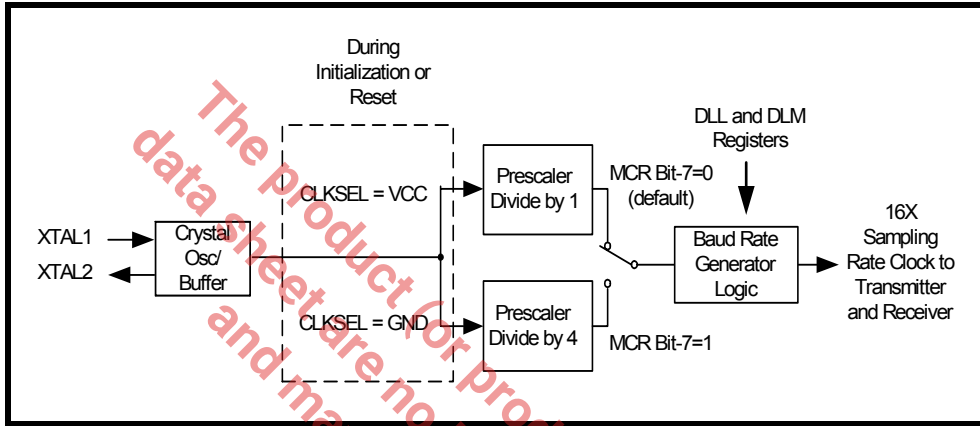 During
Initialization or
Reset
DLL and DLM
Registers
CLKSEL = VCC
Prescaler
Divide by 1
MCR Bit-7=0
(default)
XTAL1
XTAL2
Crystal
Osc/
Buffer
Baud Rate
Generator
Logic
16X
Sampling
Rate Clock to
Transmitter
and Receiver
CLKSEL = GND
Prescaler
Divide by 4
MCR Bit-7=1
The product (or
data sheet are
and